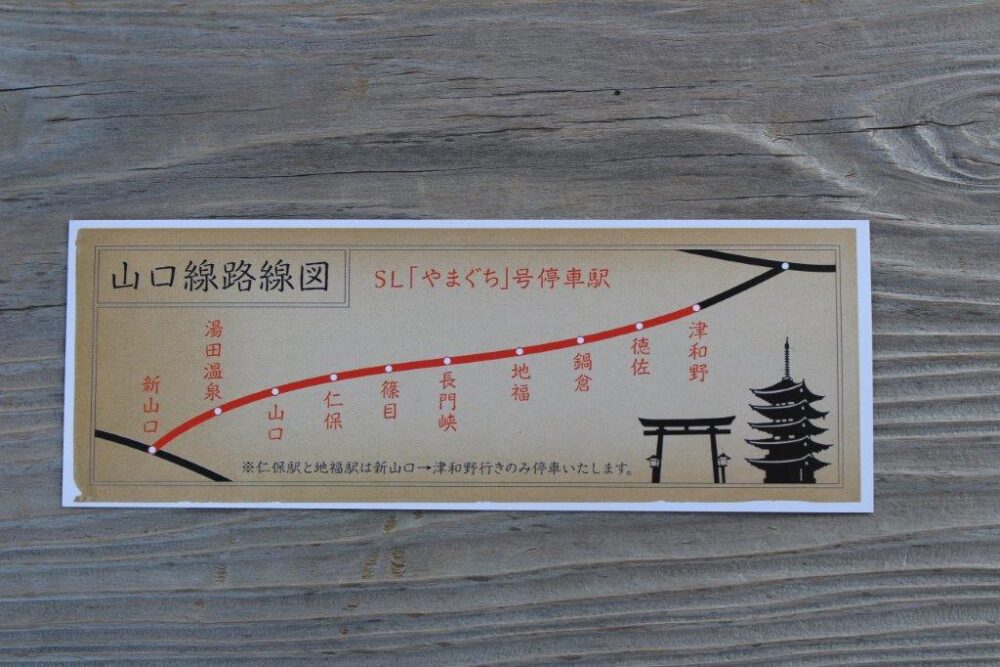 山口線路線図
SL「やまぐち」号停車駅
新山口
湯田温泉
山口
仁保
篠目
長門峡
地福
鍋倉
徳佐
津和野
※仁保駅と地福駅は新山口→津和野行きのみ停車いたします。